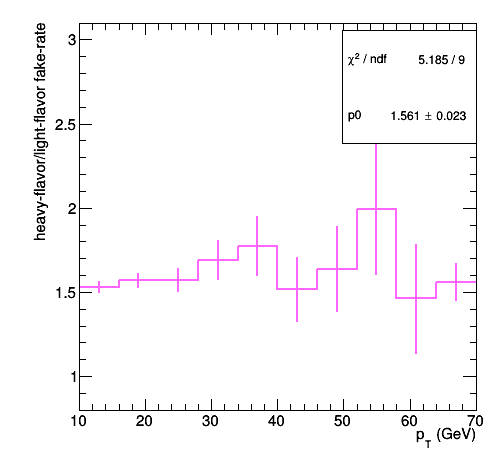 χ² / ndf 5.185 / 9
p0 1.561 ± 0.023
heavy-flavor/light-flavor fake-rate
3
2.5
2
1.5
1
10 20 30 40 50 60 70
p_T (GeV)